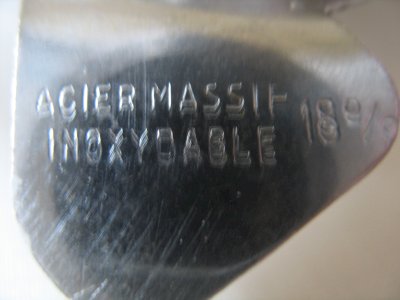 ACIER MASSIF 18%
INOXYDABLE